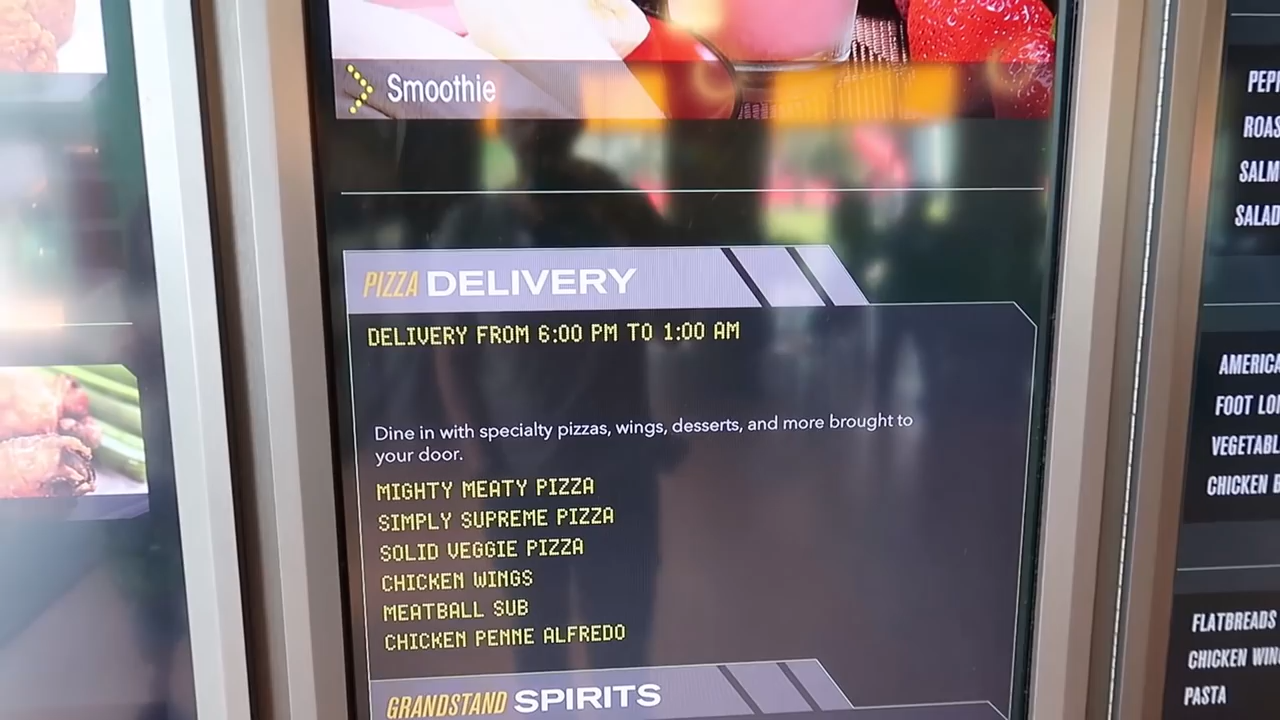 Smoothie
PIZZA DELIVERY
DELIVERY FROM 6:00 PM TO 1:00 AM
Dine in with specialty pizzas, wings, desserts, and more brought to
your door.
MIGHTY MEATY PIZZA
SIMPLY SUPREME PIZZA
SOLID VEGGIE PIZZA
CHICKEN WINGS
MEATBALL SUB
CHICKEN PENNE ALFREDO
GRANDSTAND SPIRITS
FLATBREADS
CHICKEN
PASTA